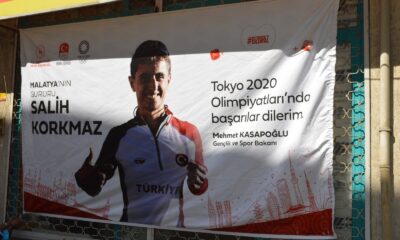 MALATYA'NIN
GURURU
SALİH
KORKMAZ
Tokyo 2020
Olimpiyatları'nda
başarılar dilerim
Mehmet KASAPOĞLU
Gençlik ve Spor Bakanı
TÜRKİYE